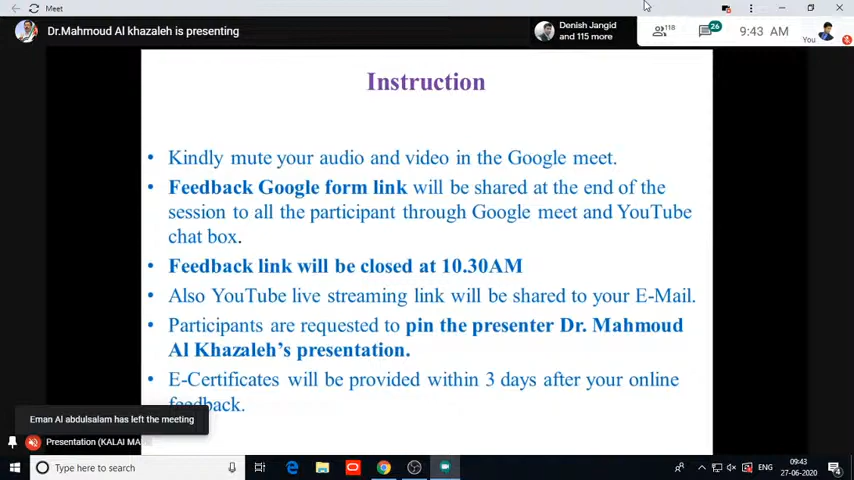 Meet
Dr.Mahmoud Al khazaleh is presenting
Denish Jangid
and 115 more
118
26
9:43 AM
You
Instruction
• Kindly mute your audio and video in the Google meet.
• Feedback Google form link will be shared at the end of the
session to all the participant through Google meet and YouTube
chat box.
• Feedback link will be closed at 10.30AM
• Also YouTube live streaming link will be shared to your E-Mail.
• Participants are requested to pin the presenter Dr. Mahmoud
Al Khazaleh's presentation.
• E-Certificates will be provided within 3 days after your online
feedback.
Eman Al abdulsalam has left the meeting
Presentation (KALAI
Type here to search
ENG
09:43
27-06-2020
4